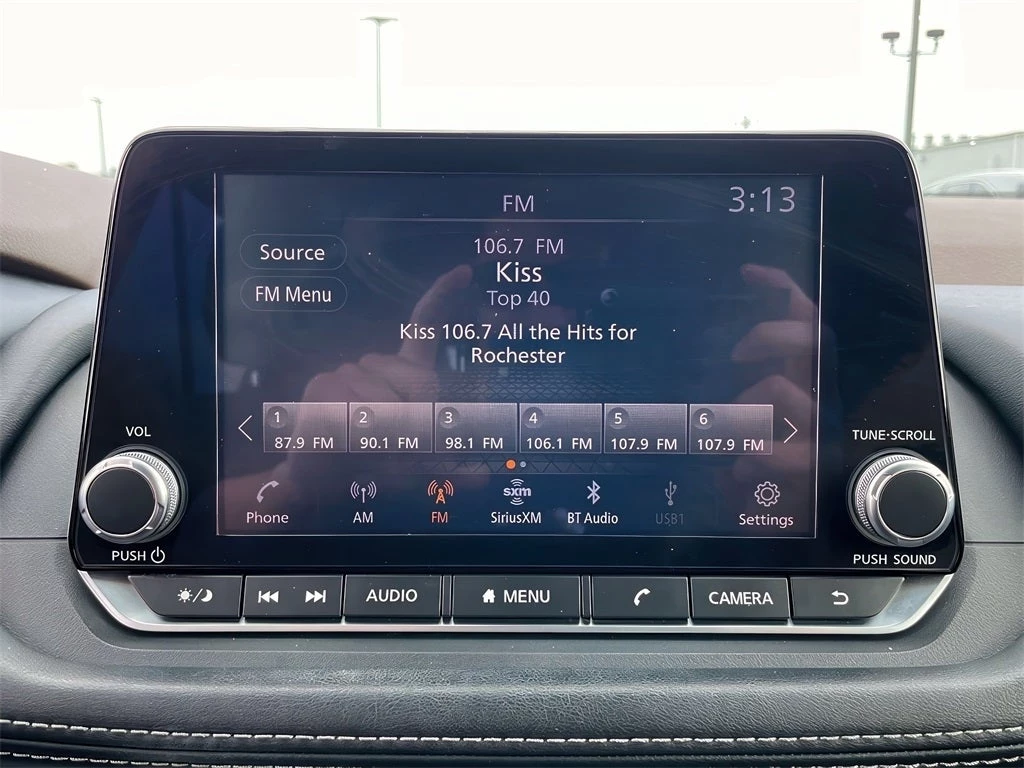 FM
3:13
Source
FM Menu
106.7 FM
Kiss
Top 40
Kiss 106.7 All the Hits for
Rochester
1
87.9 FM
2
90.1 FM
3
98.1 FM
4
106.1 FM
5
107.9 FM
6
107.9 FM
Phone
AM
FM
sxm
SiriusXM
BT Audio
USB1
Settings
VOL
PUSH
TUNE·SCROLL
PUSH SOUND
AUDIO
MENU
CAMERA